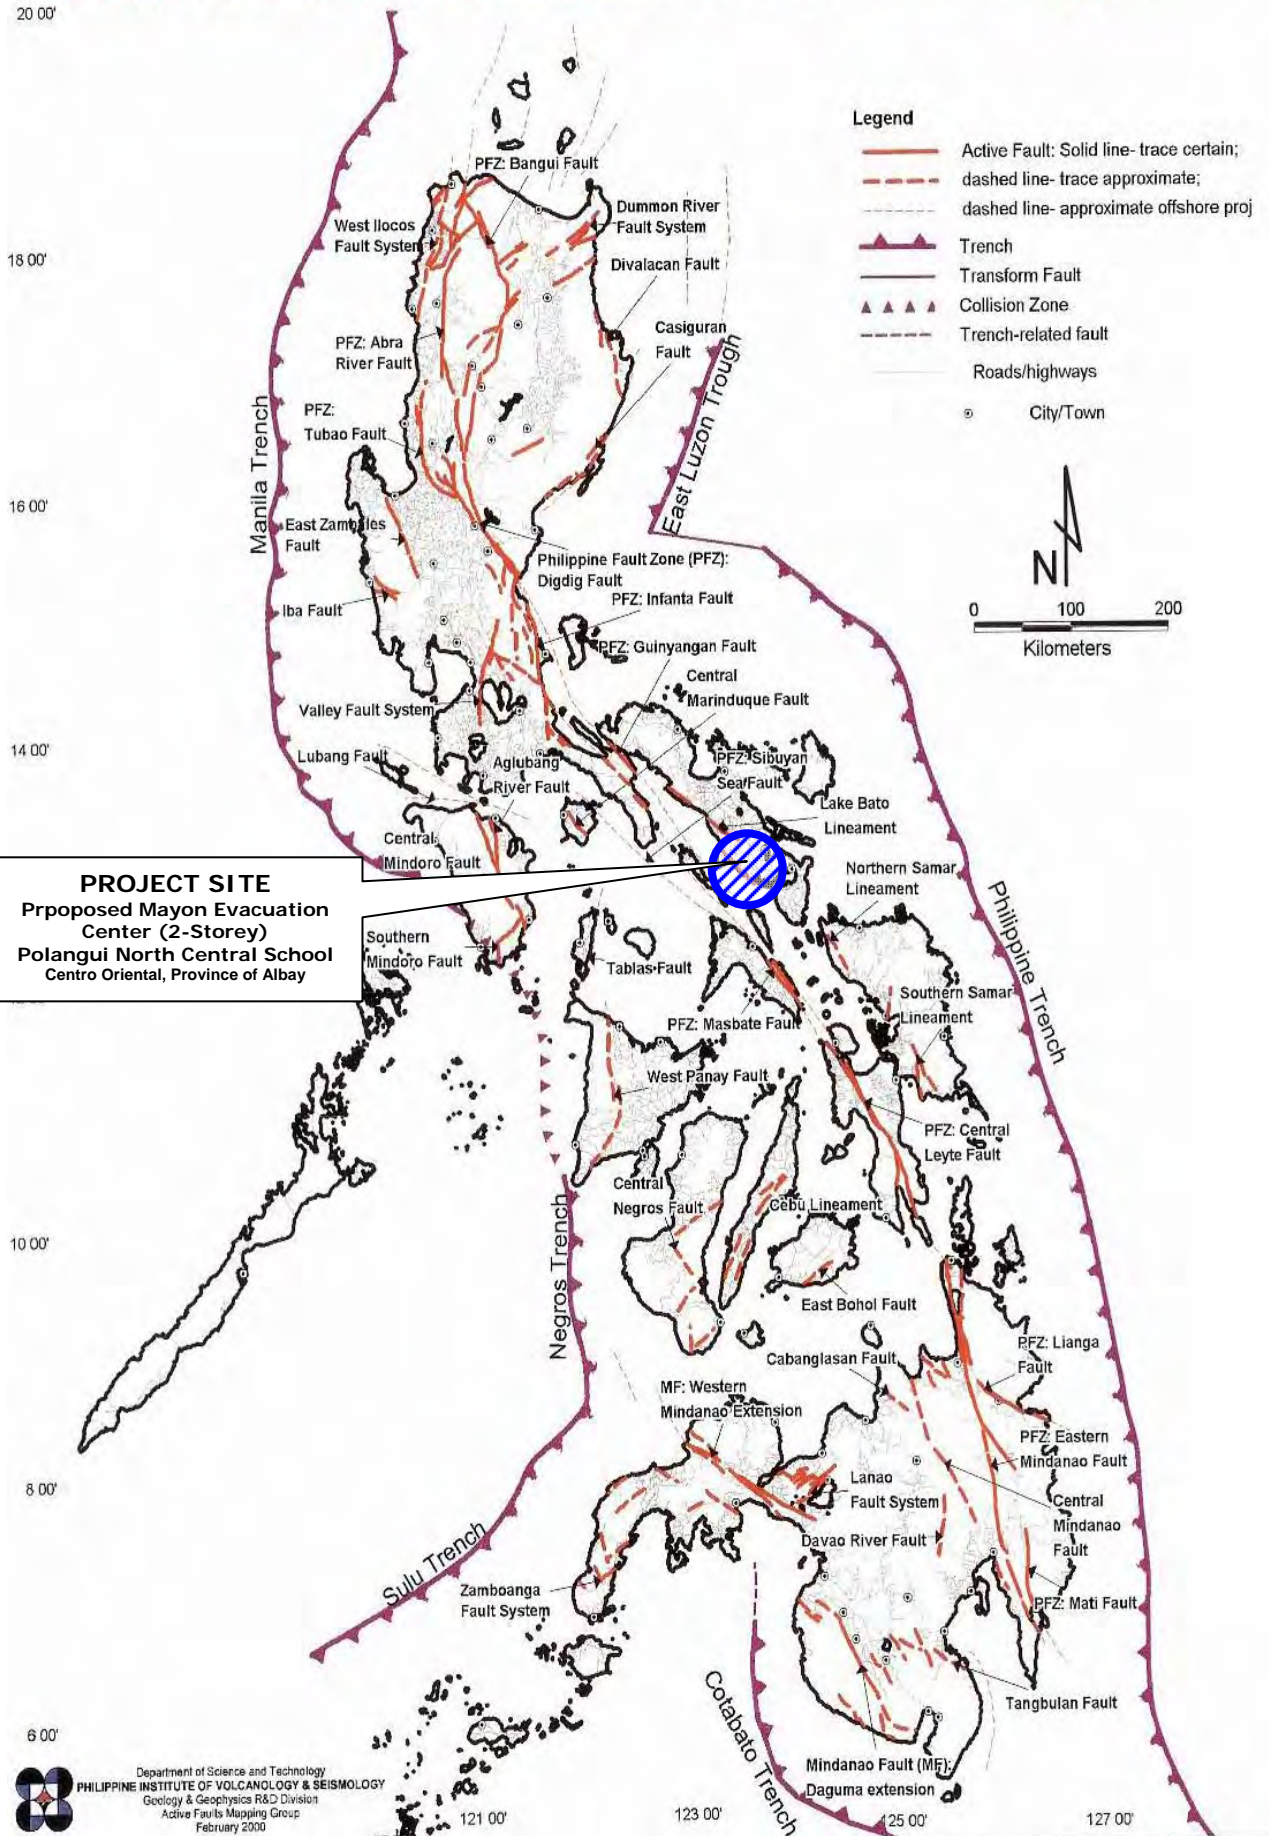 20 00'
Legend
Active Fault: Solid line- trace certain;
dashed line- trace approximate;
dashed line- approximate offshore proj
Trench
Transform Fault
Collision Zone
Trench-related fault
Roads/highways
City/Town
PFZ: Bangui Fault
Dummon River
Fault System
West Ilocos
Fault System
18 00'
Divalacan Fault
Casiguran
Fault
PFZ: Abra
River Fault
PFZ:
Tubao Fault
Manila Trench
East Luzon Trough
16 00'
East Zambales
Fault
Philippine Fault Zone (PFZ):
Digdig Fault
Iba Fault
PFZ: Infanta Fault
N
0 100 200
Kilometers
PFZ: Guinyangan Fault
Central
Marinduque Fault
Valley Fault System
14 00'
Lubang Fault
Aglubang
River Fault
PFZ: Sibuyan
Sea Fault
Lake Bato
Lineament
Central
Mindoro Fault
Northern Samar
Lineament
Philippine Trench
PROJECT SITE
Prpoposed Mayon Evacuation
Center (2-Storey)
Polangui North Central School
Centro Oriental, Province of Albay
Southern
Mindoro Fault
Tablas Fault
Southern Samar
Lineament
PFZ: Masbate Fault
West Panay Fault
PFZ: Central
Leyte Fault
Central
Negros Fault
Cebu Lineament
10 00'
Negros Trench
East Bohol Fault
PFZ: Lianga
Fault
Cabanglasan Fault
MF: Western
Mindanao Extension
PFZ: Eastern
Mindanao Fault
8 00'
Lanao
Fault System
Central
Mindanao
Fault
Davao River Fault
Sulu Trench
Zamboanga
Fault System
PFZ: Mati Fault
Cotabato Trench
Tangbulan Fault
6 00'
Mindanao Fault (MF):
Daguma extension
Department of Science and Technology
PHILIPPINE INSTITUTE OF VOLCANOLOGY & SEISMOLOGY
Geology & Geophysics R&D Division
Active Faults Mapping Group
February 2000
121 00'
123 00'
125 00'
127 00'